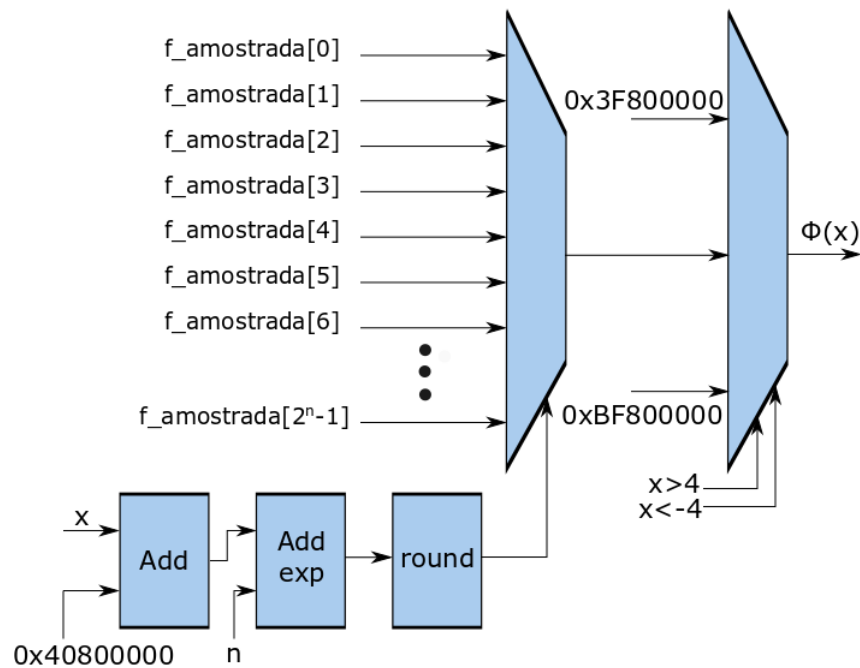 f_amostrada[0]
f_amostrada[1]
f_amostrada[2]
f_amostrada[3]
f_amostrada[4]
f_amostrada[5]
f_amostrada[6]
f_amostrada[2ⁿ-1]
0x3F800000
Φ(x)
0xBF800000
x>4
x<-4
x
Add
Add
exp
round
0x40800000
n